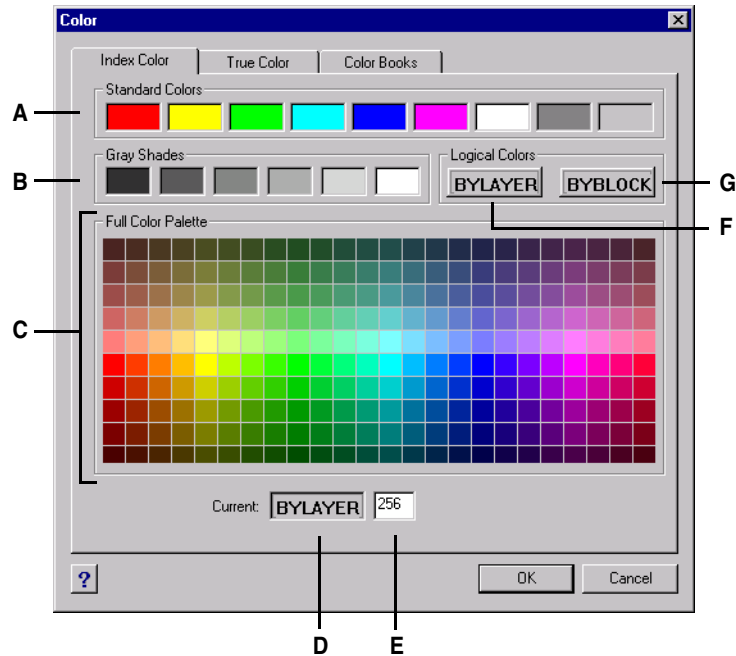 Color
Index Color
True Color
Color Books
Standard Colors
A
Gray Shades
Logical Colors
B
BYLAYER
BYBLOCK
G
F
Full Color Palette
C
Current:
BYLAYER
256
?
OK
Cancel
D
E